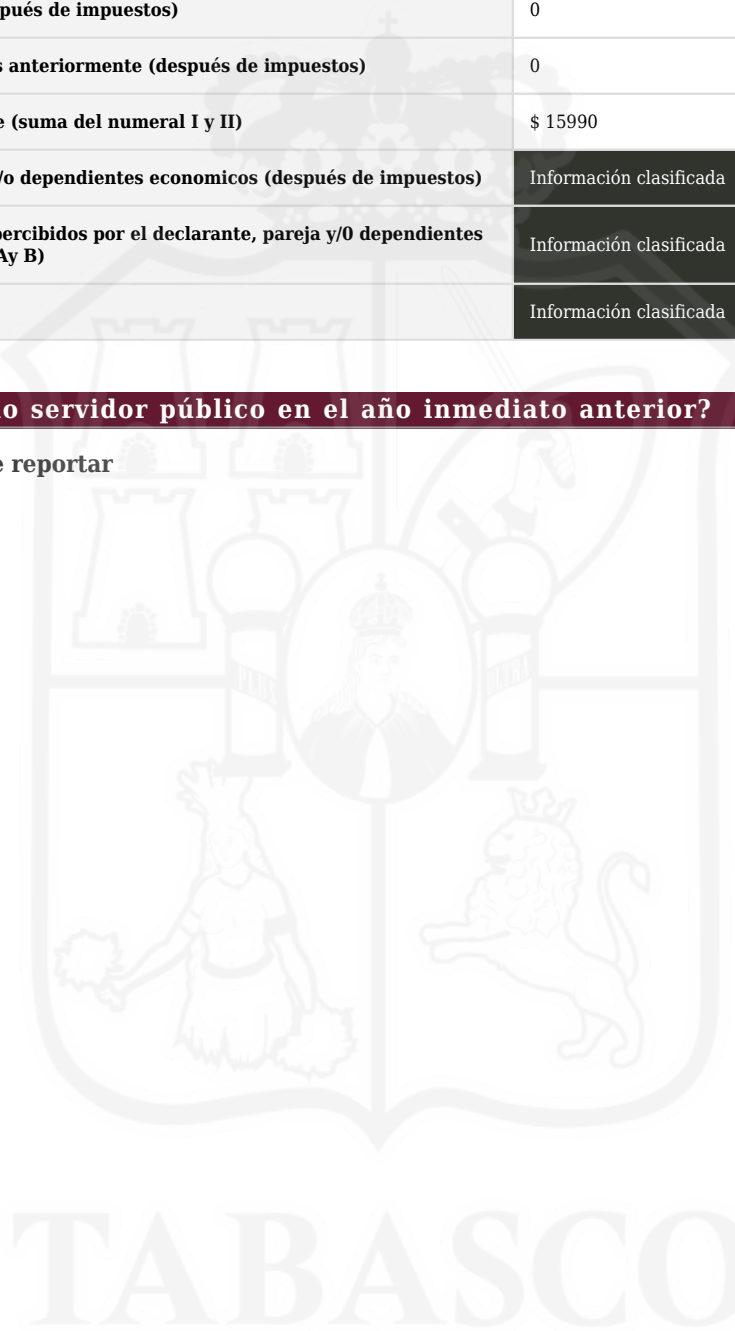 pués de impuestos) 0
s anteriormente (después de impuestos) 0
e (suma del numeral I y II) $ 15990
/o dependientes economicos (después de impuestos) Información clasificada
percibidos por el declarante, pareja y/0 dependientes
Ay B) Información clasificada
Información clasificada
o servidor público en el año inmediato anterior?
e reportar
PLUS ULTRA
TABASCO